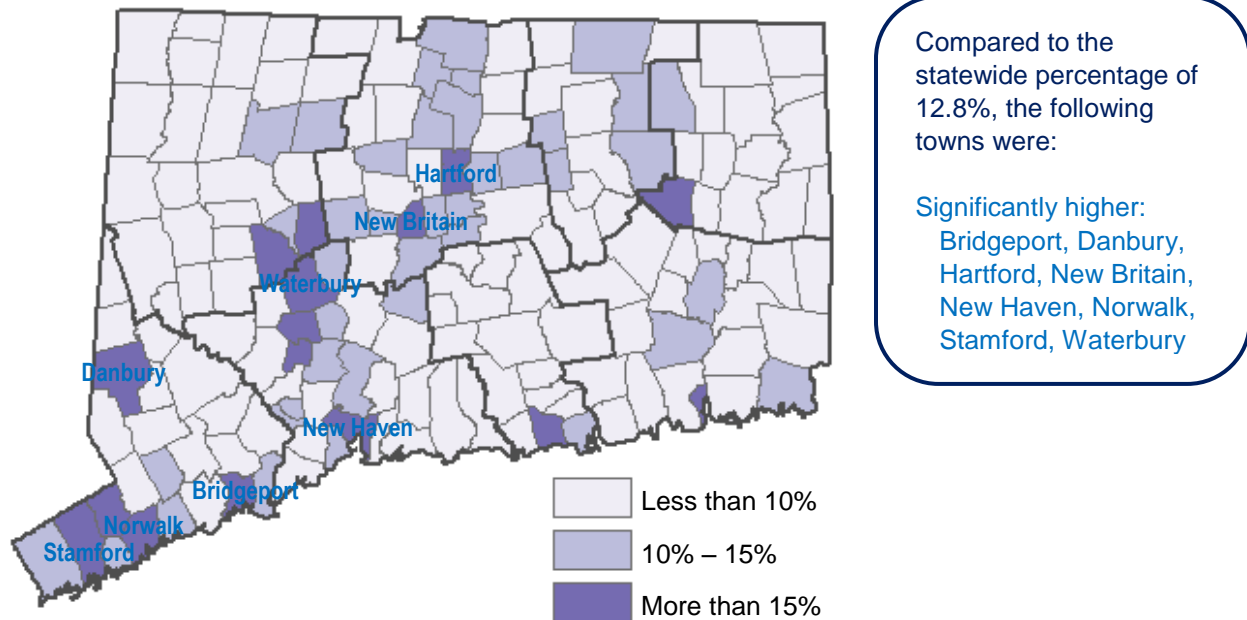 Hartford
New Britain
Waterbury
Danbury
New Haven
Bridgeport
Norwalk
Stamford
Less than 10%
10% – 15%
More than 15%
Compared to the
statewide percentage of
12.8%, the following
towns were:
Significantly higher:
Bridgeport, Danbury,
Hartford, New Britain,
New Haven, Norwalk,
Stamford, Waterbury